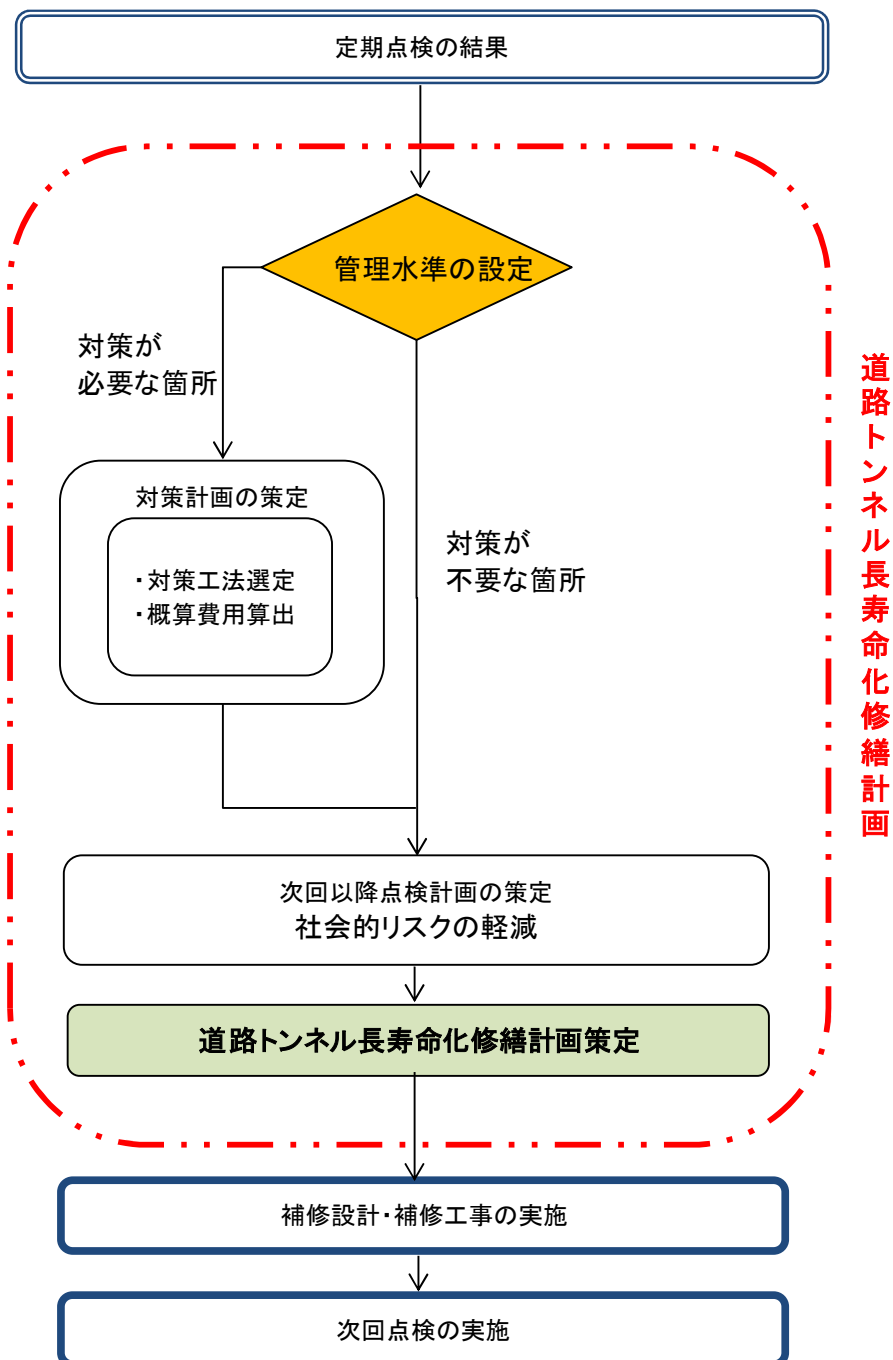 定期点検の結果
管理水準の設定
対策が
必要な箇所
対策計画の策定
・対策工法選定
・概算費用算出
対策が
不要な箇所
次回以降点検計画の策定
社会的リスクの軽減
道路トンネル長寿命化修繕計画策定
補修設計・補修工事の実施
次回点検の実施
道路トンネル長寿命化修繕計画